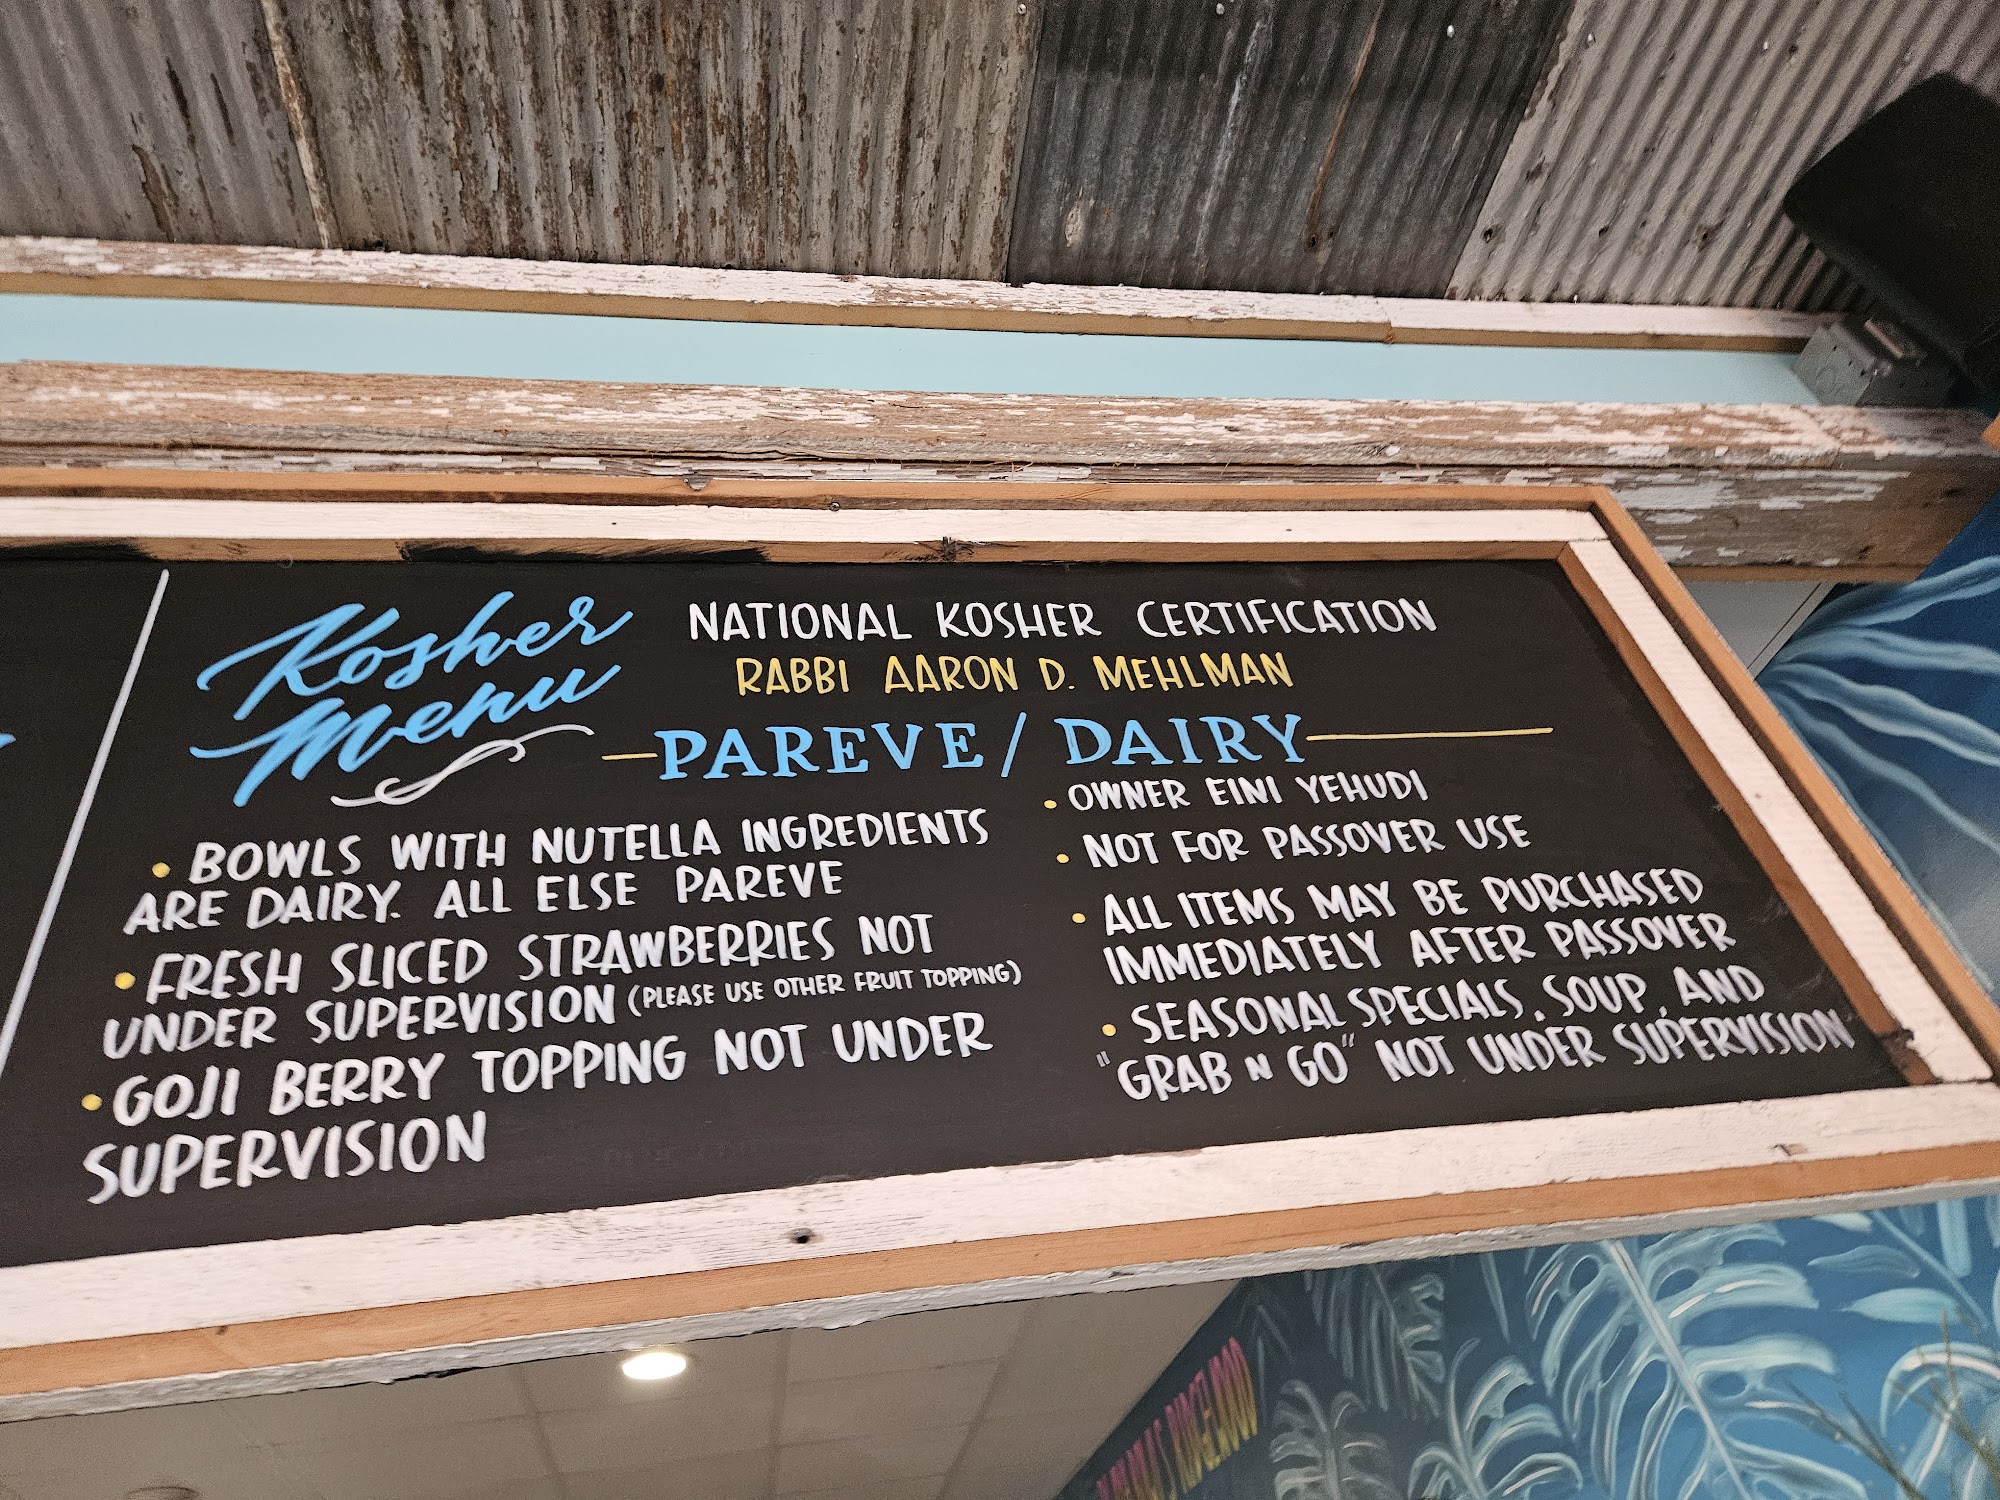 Kosher
Menu
NATIONAL KOSHER CERTIFICATION
RABBI AARON D. MEHLMAN
PAREVE/ DAIRY
• BOWLS WITH NUTELLA INGREDIENTS
ARE DAIRY. ALL ELSE PAREVE
• FRESH SLICED STRAWBERRIES NOT
UNDER SUPERVISION (PLEASE USE OTHER FRUIT TOPPING)
• GOJI BERRY TOPPING NOT UNDER
SUPERVISION
• OWNER EINI YEHUDI
• NOT FOR PASSOVER USE
• ALL ITEMS MAY BE PURCHASED
IMMEDIATELY AFTER PASSOVER
• SEASONAL SPECIALS, SOUP, AND
"GRAB N GO" NOT UNDER SUPERVISION
RIDGEWOOD